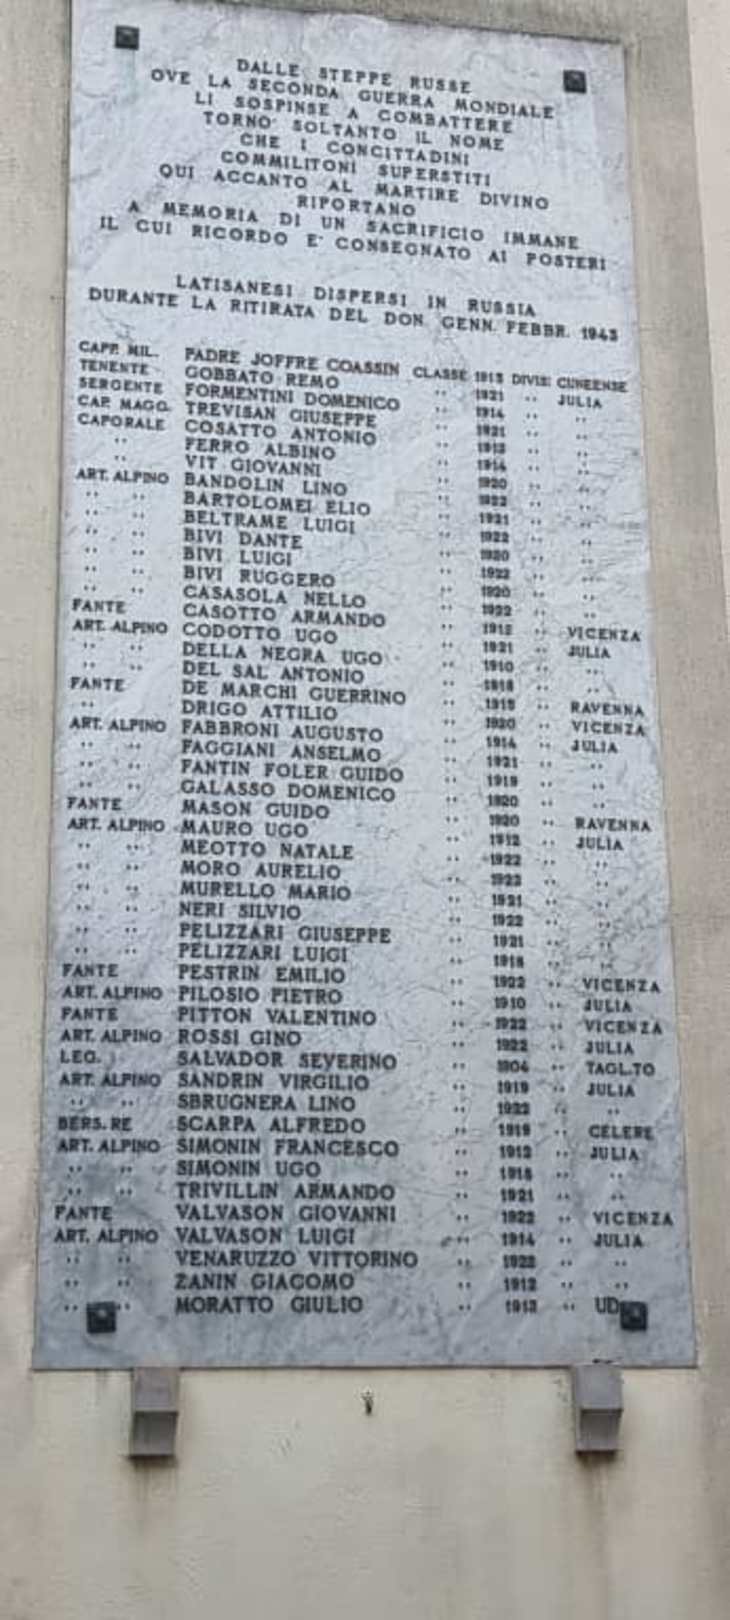 DALLE STEPPE RUSSE
OVE LA SECONDA GUERRA MONDIALE
LI SOSPINSE A COMBATTERE
TORNO' SOLTANTO IL NOME
CHE I CONCITTADINI
COMMILITONI SUPERSTITI
QUI ACCANTO AL MARTIRE DIVINO
RIPORTANO
A MEMORIA DI UN SACRIFICIO IMMANE
IL CUI RICORDO E' CONSEGNATO AI POSTERI
LATISANESI DISPERSI IN RUSSIA
DURANTE LA RITIRATA DEL DON GENN. FEBBR. 1943
CAPP. MIL. PADRE JOFFRE COASSIN CLASSE 1913 DIVIS: CUNEENSE
TENENTE GOBBATO REMO " 1921 " JULIA
SERGENTE FORMENTINI DOMENICO " 1914 " "
CAP. MAGG. TREVISAN GIUSEPPE " 1921 " "
CAPORALE COSATTO ANTONIO " 1913 " "
" FERRO ALBINO " 1914 " "
" VIT GIOVANNI " 1920 " "
ART. ALPINO BANDOLIN LINO " 1922 " "
" " BARTOLOMEI ELIO " 1921 " "
" " BELTRAME LUIGI " 1922 " "
" " BIVI DANTE " 1920 " "
" " BIVI LUIGI " 1922 " "
" " BIVI RUGGERO " 1920 " "
" " CASASOLA NELLO " 1922 " "
FANTE CASOTTO ARMANDO " 1912 " VICENZA
ART. ALPINO CODOTTO UGO " 1921 " JULIA
" " DELLA NEGRA UGO " 1910 " "
" " DEL SAL ANTONIO " 1918 " "
FANTE DE MARCHI GUERRINO " 1915 " RAVENNA
" DRIGO ATTILIO " 1920 " VICENZA
ART. ALPINO FABBRONI AUGUSTO " 1914 " JULIA
" " FAGGIANI ANSELMO " 1921 " "
" " FANTIN FOLER GUIDO " 1919 " "
" " GALASSO DOMENICO " 1920 " "
FANTE MASON GUIDO " 1920 " RAVENNA
ART. ALPINO MAURO UGO " 1912 " JULIA
" " MEOTTO NATALE " 1922 " "
" " MORO AURELIO " 1922 " "
" " MURELLO MARIO " 1921 " "
" " NERI SILVIO " 1922 " "
" " PELIZZARI GIUSEPPE " 1921 " "
" " PELIZZARI LUIGI " 1918 " "
FANTE PESTRIN EMILIO " 1922 " VICENZA
ART. ALPINO PILOSIO PIETRO " 1910 " JULIA
FANTE PITTON VALENTINO " 1922 " VICENZA
ART. ALPINO ROSSI GINO " 1922 " JULIA
LEG. SALVADOR SEVERINO " 1904 " TAGL.TO
ART. ALPINO SANDRIN VIRGILIO " 1919 " JULIA
" " SBRUGNERA LINO " 1922 " "
BERS.RE SCARPA ALFREDO " 1919 " CELERE
ART. ALPINO SIMONIN FRANCESCO " 1912 " JULIA
" " SIMONIN UGO " 1915 " "
" " TRIVILLIN ARMANDO " 1921 " "
FANTE VALVASON GIOVANNI " 1922 " VICENZA
ART. ALPINO VALVASON LUIGI " 1914 " JULIA
" " VENARUZZO VITTORINO " 1922 " "
" " ZANIN GIACOMO " 1912 " "
" " MORATTO GIULIO " 1913 "